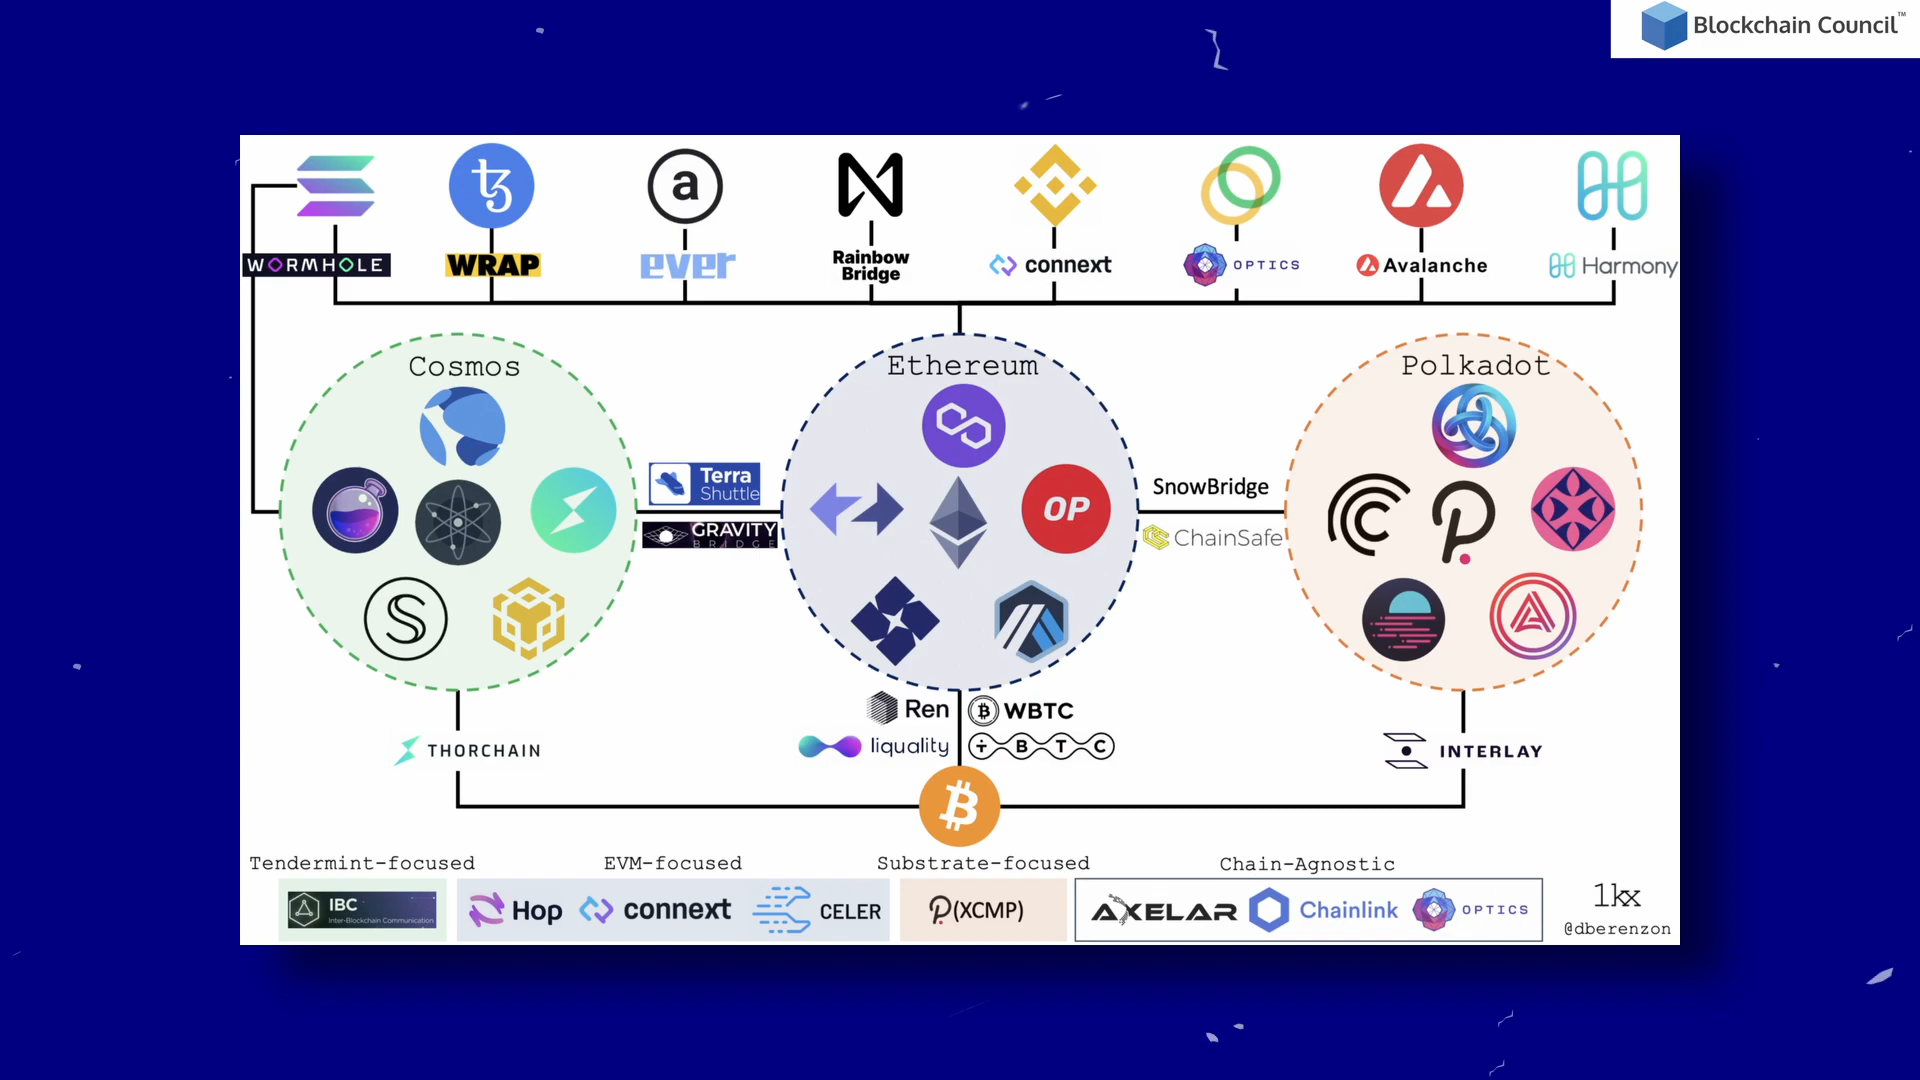 Blockchain Council™
WORMHOLE
WRAP
ever
Rainbow
Bridge
connext
OPTICS
Avalanche
Harmony
a
Cosmos
Ethereum
Polkadot
Terra
Shuttle
GRAVITY
BRIDGE
OP
SnowBridge
ChainSafe
S
THORCHAIN
Ren
WBTC
liquality
TBTC
INTERLAY
Tendermint-focused
EVM-focused
Substrate-focused
Chain-Agnostic
IBC
Inter-Blockchain Communication
Hop
connext
CELER
(XCMP)
AXELAR
Chainlink
OPTICS
1kx
@dberenzon